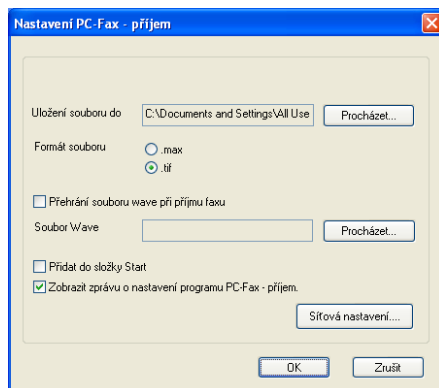 Nastavení PC-Fax - příjem
Uložení souboru do C:\Documents and Settings\All Use Procházet...
Formát souboru .max
.tif
Přehrání souboru wave při příjmu faxu
Soubor Wave Procházet...
Přidat do složky Start
Zobrazit zprávu o nastavení programu PC-Fax - příjem.
Síťová nastavení....
OK Zrušit